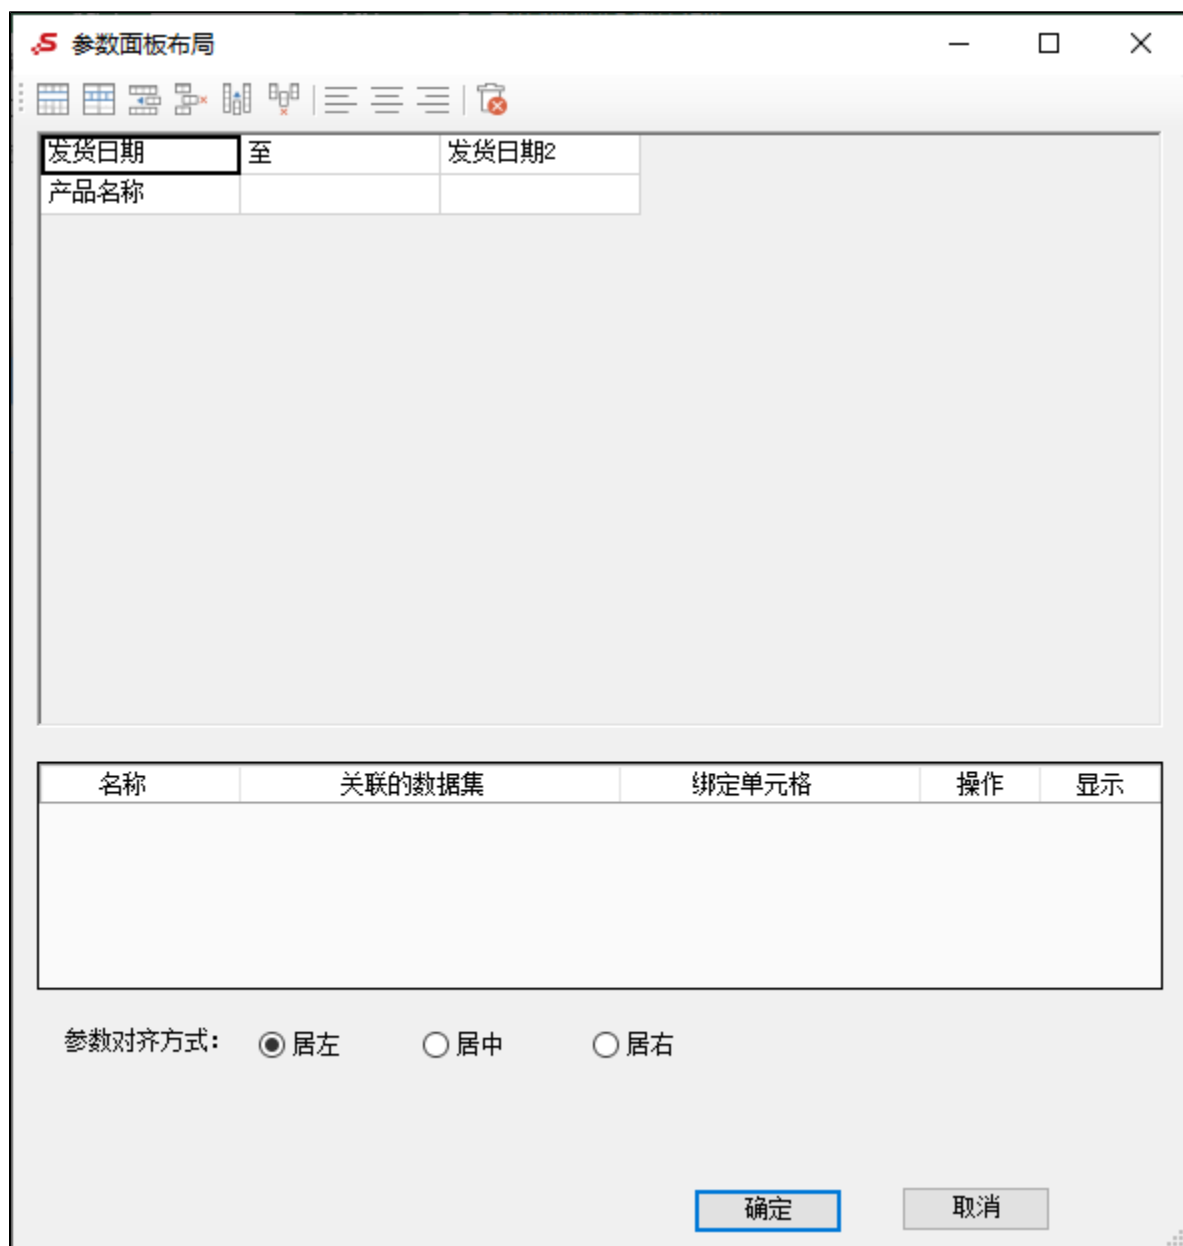 参数面板布局
发货日期 至 发货日期2
产品名称
名称 关联的数据集 绑定单元格 操作 显示
参数对齐方式： 居左 居中 居右
确定 取消